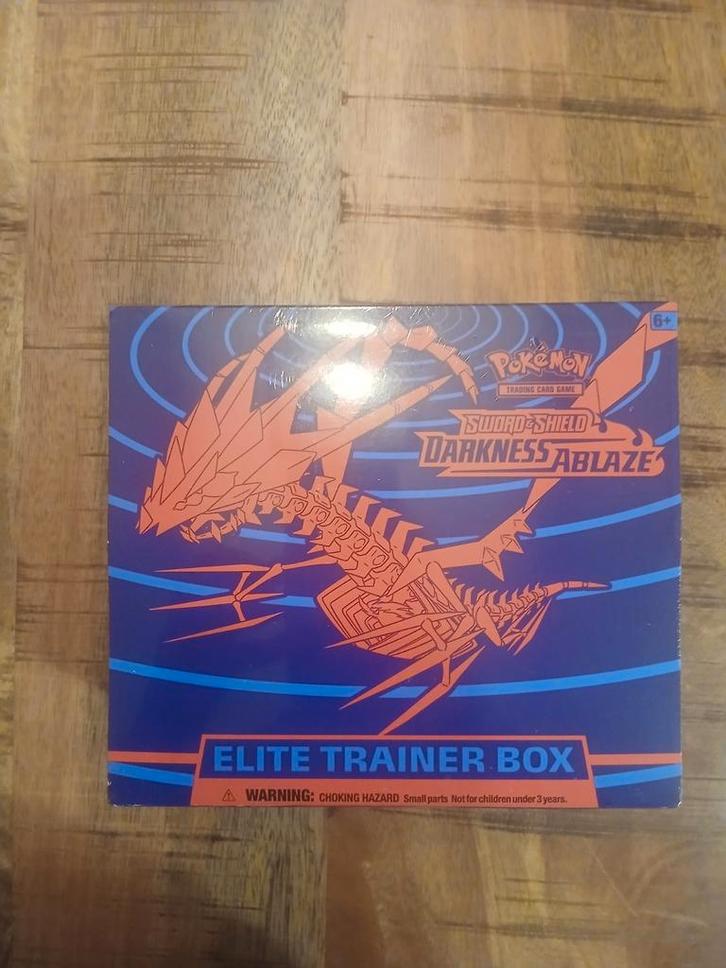 6+
POKéMON
TRADING CARD GAME
SWORD & SHIELD
DARKNESS ABLAZE
ELITE TRAINER BOX
⚠ WARNING: CHOKING HAZARD Small parts Not for children under 3 years.